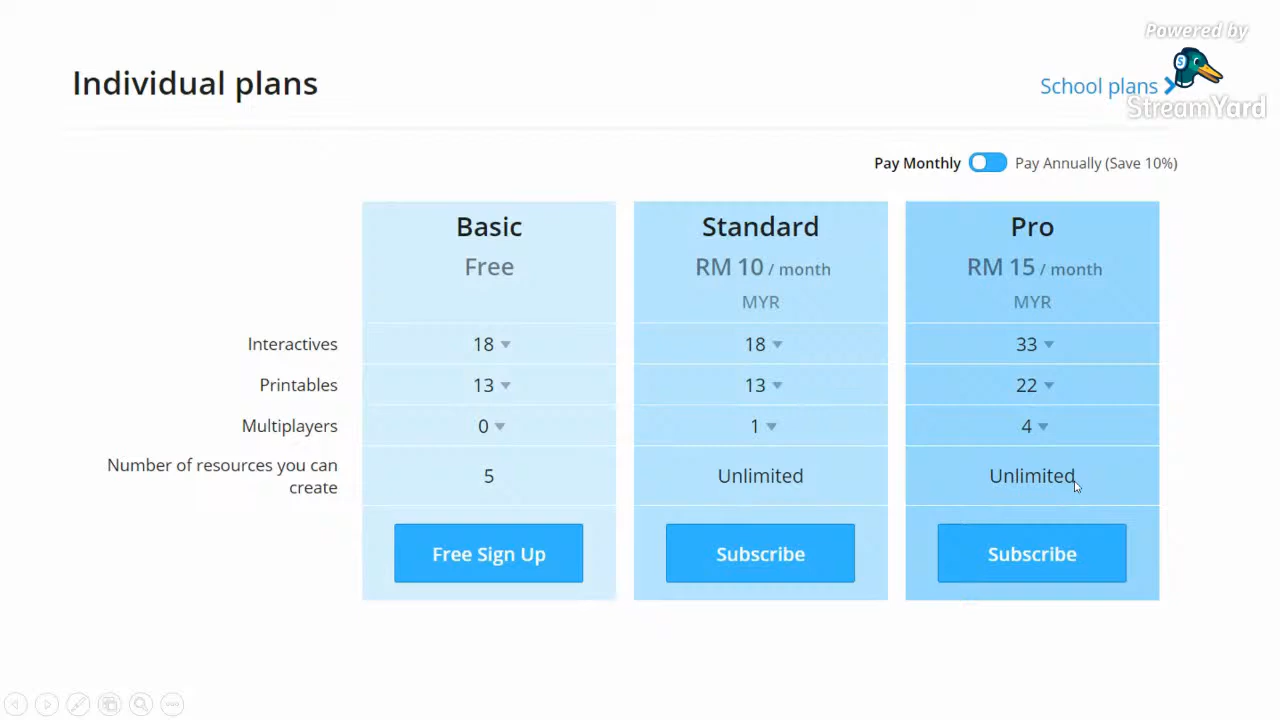 Powered by
StreamYard
Individual plans
School plans
Pay Monthly Pay Annually (Save 10%)
Basic Standard Pro
Free RM 10 / month RM 15 / month
MYR MYR
Interactives 18 18 33
Printables 13 13 22
Multiplayers 0 1 4
Number of resources you can
create 5 Unlimited Unlimited
Free Sign Up Subscribe Subscribe